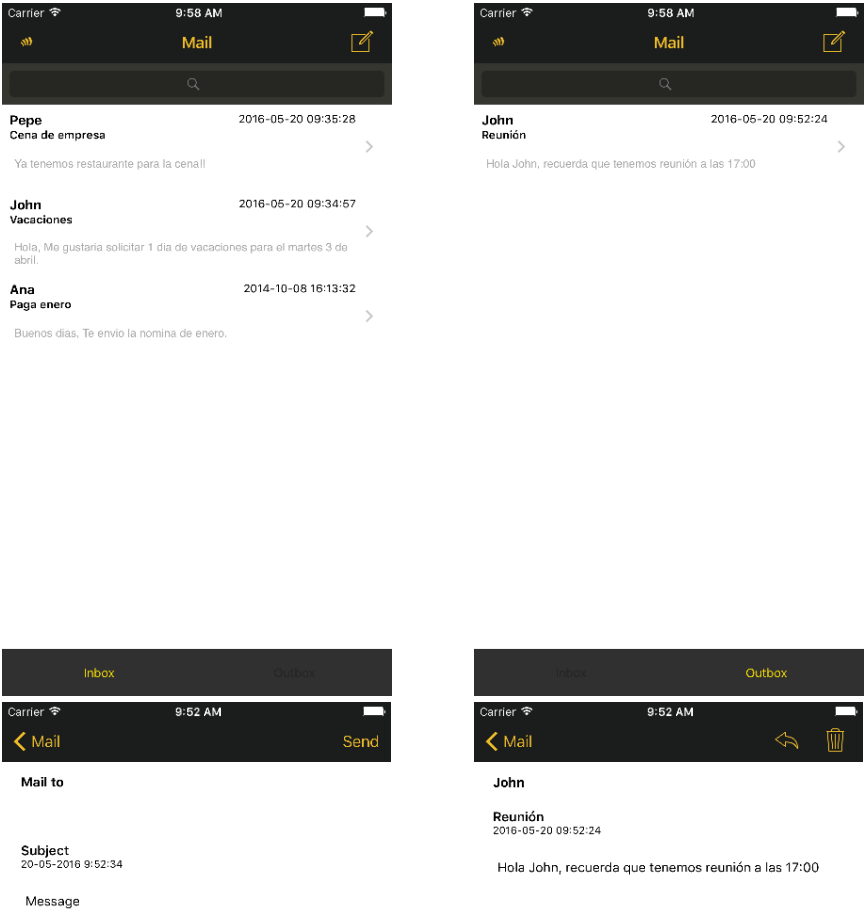 Carrier 9:58 AM
Mail
Pepe 2016-05-20 09:35:28
Cena de empresa
Ya tenemos restaurante para la cena!!
John 2016-05-20 09:34:57
Vacaciones
Hola, Me gustaria solicitar 1 dia de vacaciones para el martes 3 de
abril.
Ana 2014-10-08 16:13:32
Paga enero
Buenos dias, Te envio la nomina de enero.
Inbox Outbox
Carrier 9:58 AM
Mail
John 2016-05-20 09:52:24
Reunión
Hola John, recuerda que tenemos reunión a las 17:00
Inbox Outbox
Carrier 9:52 AM
Mail Send
Mail to
Subject
20-05-2016 9:52:34
Message
Carrier 9:52 AM
Mail
John
Reunión
2016-05-20 09:52:24
Hola John, recuerda que tenemos reunión a las 17:00